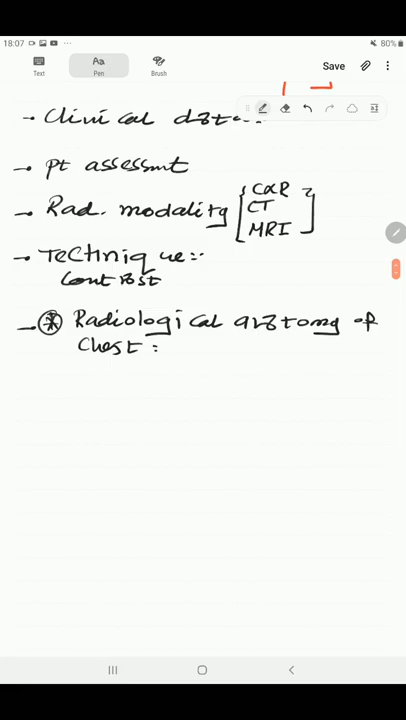 18:07 80%
Text Pen Brush Save
- Clinical data
- pt assessmt
- Rad. modality
CXR
CT
MRI
- Technique:-
Contrast
- * Radiological anatomy of
Chest :